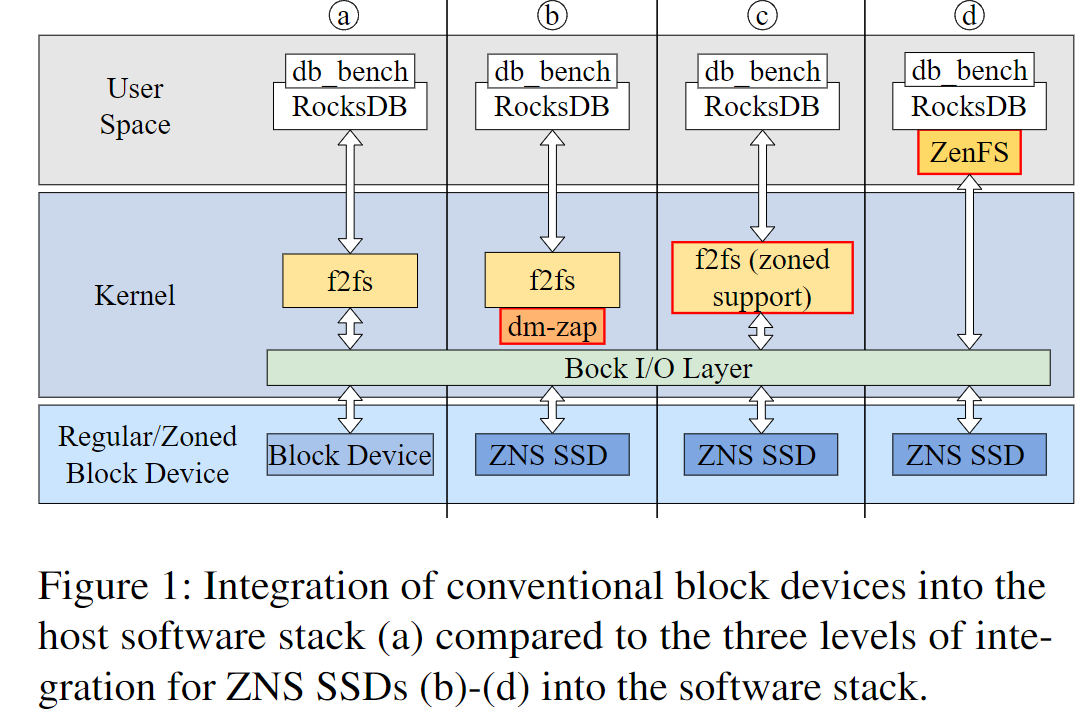 a
b
c
d
User
Space
db_bench
RocksDB
db_bench
RocksDB
db_bench
RocksDB
db_bench
RocksDB
ZenFS
Kernel
f2fs
f2fs
dm-zap
f2fs (zoned
support)
Bock I/O Layer
Regular/Zoned
Block Device
Block Device
ZNS SSD
ZNS SSD
ZNS SSD
Figure 1: Integration of conventional block devices into the
host software stack (a) compared to the three levels of inte-
gration for ZNS SSDs (b)-(d) into the software stack.